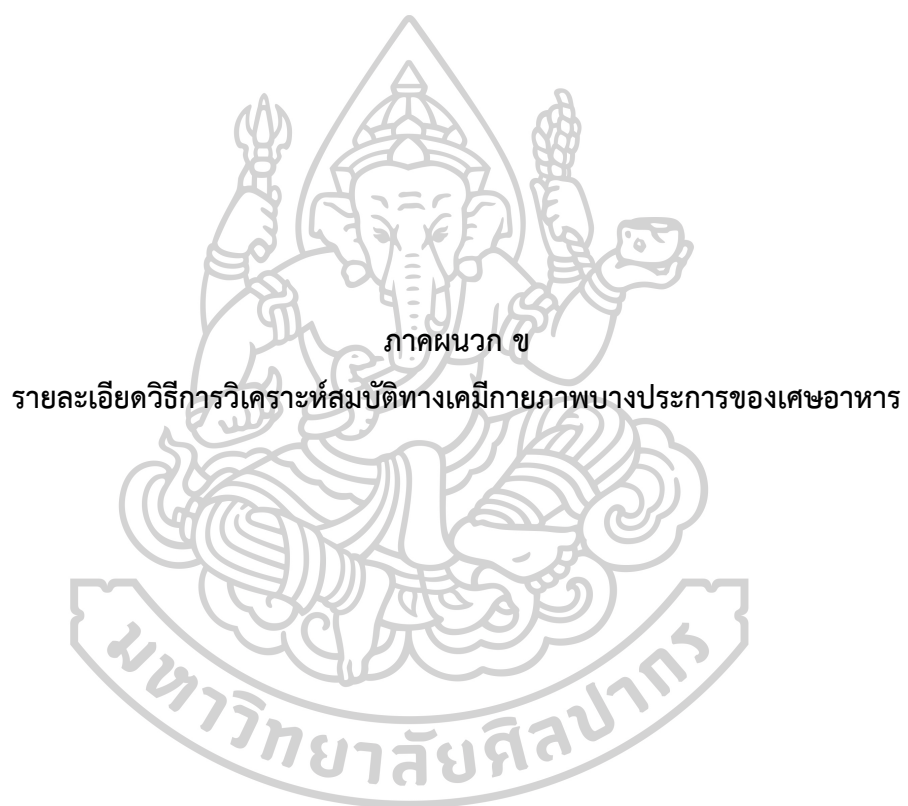 ภาคผนวก ข
รายละเอียดวิธีการวิเคราะห์สมบัติทางเคมีกายภาพบางประการของเศษอาหาร
มหาวิทยาลัยศิลปากร